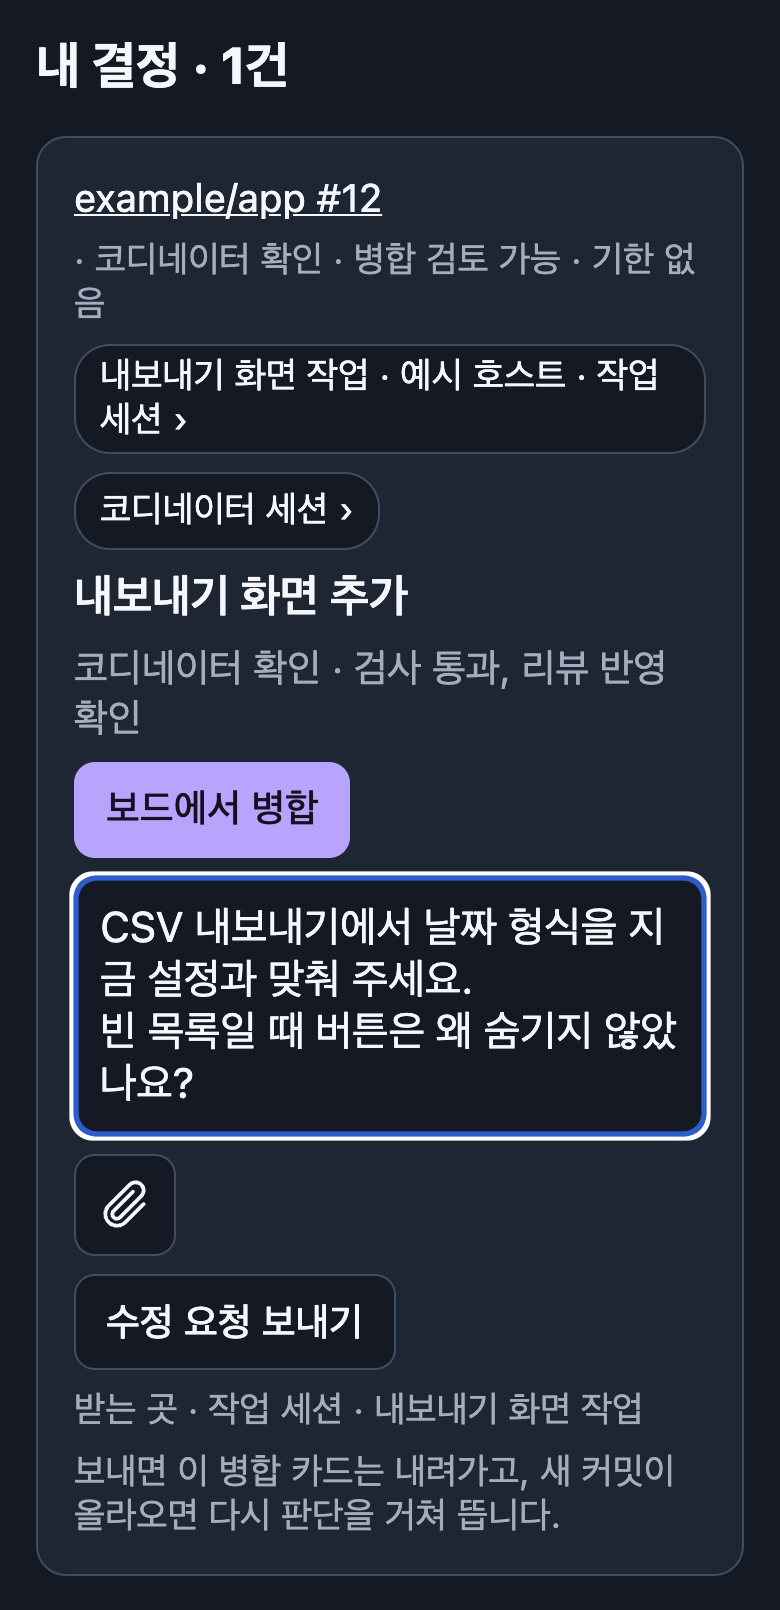 내 결정 · 1건
example/app #12
· 코디네이터 확인 · 병합 검토 가능 · 기한 없
음
내보내기 화면 작업 · 예시 호스트 · 작업
세션 ›
코디네이터 세션 ›
내보내기 화면 추가
코디네이터 확인 · 검사 통과, 리뷰 반영
확인
보드에서 병합
CSV 내보내기에서 날짜 형식을 지
금 설정과 맞춰 주세요.
빈 목록일 때 버튼은 왜 숨기지 않았
나요?
수정 요청 보내기
받는 곳 · 작업 세션 · 내보내기 화면 작업
보내면 이 병합 카드는 내려가고, 새 커밋이
올라오면 다시 판단을 거쳐 뜹니다.